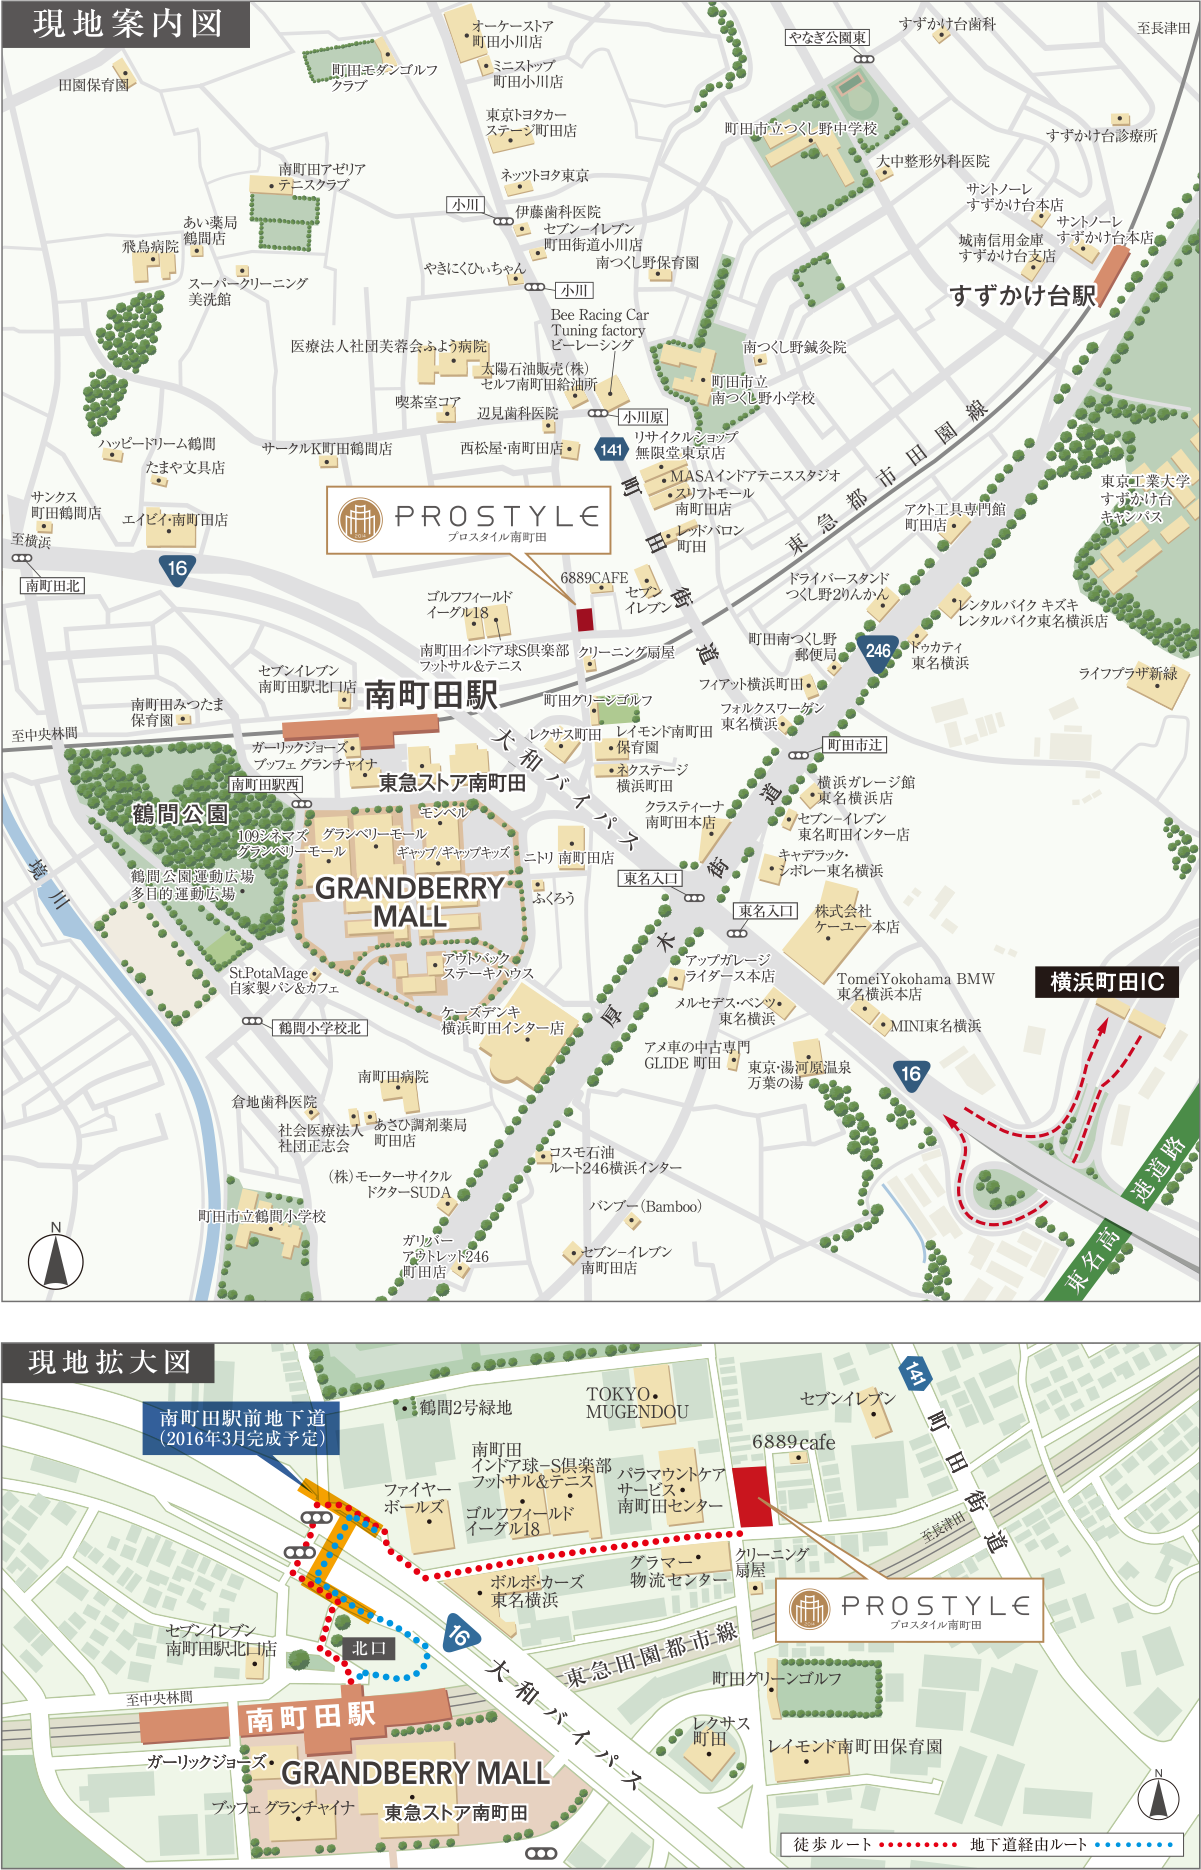 現地案内図
オーケーストア
町田小川店
すずかけ台歯科
至長津田
やなぎ公園東
田園保育園
町田モダンゴルフ
クラブ
ミニストップ
町田小川店
東京トヨタカー
ステージ町田店
町田市立つくし野中学校
すずかけ台診療所
大中整形外科医院
南町田アゼリア
テニスクラブ
ネッツトヨタ東京
小川
伊藤歯科医院
セブン−イレブン
町田街道小川店
サントノーレ
すずかけ台本店
サントノーレ
すずかけ台本店
城南信用金庫
すずかけ台支店
あい薬局
鶴間店
飛鳥病院
スーパークリーニング
美洗館
やきにくひぃちゃん
南つくし野保育園
小川
すずかけ台駅
Bee Racing Car
Tuning factory
ビーレーシング
医療法人社団芙蓉会ふよう病院
太陽石油販売(株)
セルフ南町田給油所
南つくし野鍼灸院
町田市立
南つくし野小学校
喫茶室コア
辺見歯科医院
小川原
ハッピードリーム鶴間
サークルK町田鶴間店
西松屋・南町田店
141
リサイクルショップ
無限堂東京店
たまや文具店
MASAインドアテニススタジオ
スリフトモール
南町田店
東急都市田園線
東京工業大学
すずかけ台
キャンパス
サンクス
町田鶴間店
エイビイ・南町田店
PROSTYLE
プロスタイル南町田
町田街道
アクト工具専門館
町田店
至横浜
南町田北
16
レッドバロン
町田
6889CAFE
セブン
イレブン
ドライバースタンド
つくし野2りんかん
ゴルフフィールド
イーグル18
レンタルバイク キズキ
レンタルバイク東名横浜店
南町田インドア球S倶楽部
フットサル&テニス
クリーニング扇屋
町田南つくし野
郵便局
246
ドゥカティ
東名横浜
セブンイレブン
南町田駅北口店
南町田駅
フィアット横浜町田
ライフプラザ新緑
南町田みつたま
保育園
町田グリーンゴルフ
フォルクスワーゲン
東名横浜
至中央林間
ガーリックジョーズ
ブッフェ グランチャイナ
大和バイパス
レクサス町田
レイモンド南町田
保育園
町田市辻
南町田駅西
東急ストア南町田
ネクステージ
横浜町田
横浜ガレージ館
東名横浜店
鶴間公園
モンベル
クラスティーナ
南町田本店
セブン−イレブン
東名町田インター店
109シネマズ
グランベリーモール
グランベリーモール
ギャップ/ギャップキッズ
ニトリ 南町田店
キャデラック・
シボレー東名横浜
境川
鶴間公園運動広場
多目的運動広場
GRANDBERRY
MALL
ふくろう
東名入口
東名入口
厚木街道
株式会社
ケーユー 本店
St.PotaMage
自家製パン&カフェ
アウトバック
ステーキハウス
アップガレージ
ライダース本店
TomeiYokohama BMW
東名横浜本店
横浜町田IC
鶴間小学校北
ケーズデンキ
横浜町田インター店
メルセデス・ベンツ
東名横浜
MINI東名横浜
アメ車の中古専門
GLIDE 町田
東京・湯河原温泉
万葉の湯
16
南町田病院
倉地歯科医院
社会医療法人
社団正志会
あさひ調剤薬局
町田店
コスモ石油
ルート246横浜インター
(株)モーターサイクル
ドクターSUDA
バンブー(Bamboo)
町田市立鶴間小学校
ガリバー
アウトレット246
町田店
セブン−イレブン
南町田店
東名高速道路
N
現地拡大図
南町田駅前地下道
(2016年3月完成予定)
鶴間2号緑地
TOKYO
MUGENDOU
セブンイレブン
141
6889cafe
町田街道
南町田
インドア球−S倶楽部
フットサル&テニス
ファイヤー
ボールズ
ゴルフフィールド
イーグル18
パラマウントケア
サービス
南町田センター
至長津田
グラマー
物流センター
クリーニング
扇屋
ボルボ・カーズ
東名横浜
PROSTYLE
プロスタイル南町田
セブンイレブン
南町田駅北口店
北口
16
大和バイパス
東急田園都市線
町田グリーンゴルフ
至中央林間
南町田駅
レクサス
町田
レイモンド南町田保育園
ガーリックジョーズ
GRANDBERRY MALL
ブッフェ グランチャイナ
東急ストア南町田
N
徒歩ルート
地下道経由ルート